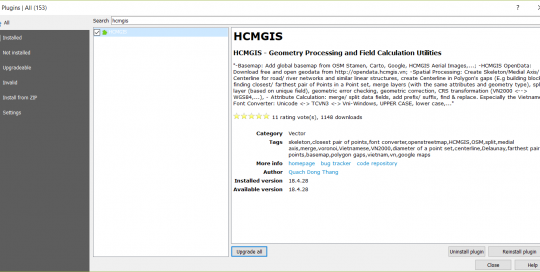 Plugins | All (153)
Search hcmgis
All
Installed
Not installed
Upgradeable
Invalid
Install from ZIP
Settings
HCMGIS
HCMGIS
HCMGIS - Geometry Processing and Field Calculation Utilities
"-Basemap: Add global basemap from OSM Stamen, Carto, Google, HCMGIS Aerial Images,...; -HCMGIS OpenData:
Download free and open geodata from http://opendata.hcmgis.vn; -Spatial Processing: Create Skeleton/Medial Axis/
Centerline for road/ river networks and similar linear structures, create Centerline in Polygon's gaps (E.g building block
finding closest/ farthest pair of Points in a Point set, merge layers (with the same attributes and geometry type), spl
layer (based on unique field), geometric error checking, geometric correction, CRS transformation (VN2000 <-->
WGS84,...), - Attribute Calculation: merge/ split data fields, add prefix/ suffix, find & replace. Especially the Vietnam
Font Converter: Unicode <--> TCVN3 <--> Vni-Windows, UPPER CASE, lower case,..."
11 rating vote(s), 1148 downloads
Category Vector
Tags skeleton,closest pair of points,font converter,openstreetmap,HCMGIS,OSM,split,medial
axis,merge,voronoi,Vietnamese,VN2000,diameter of a point set,centerline,Delaunay,farthest pair
points,basemap,polygon gaps,vietnam,vn,google maps
More info homepage bug tracker code repository
Author Quach Dong Thang
Installed version 18.4.28
Available version 18.4.28
Upgrade all
Uninstall plugin
Reinstall plugin
Close
Help